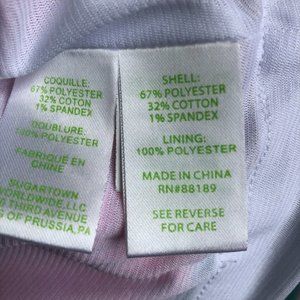 COQUILLE:
67% POLYESTER
32% COTTON
1% SPANDEX
DOUBLURE:
100% POLYESTER
FABRIQUÉ EN
CHINE
SUGARTOWN
WORLDWIDE, LLC
THIRD AVENUE
OF PRUSSIA, PA
SHELL:
67% POLYESTER
32% COTTON
1% SPANDEX
LINING:
100% POLYESTER
MADE IN CHINA
RN#88189
SEE REVERSE
FOR CARE